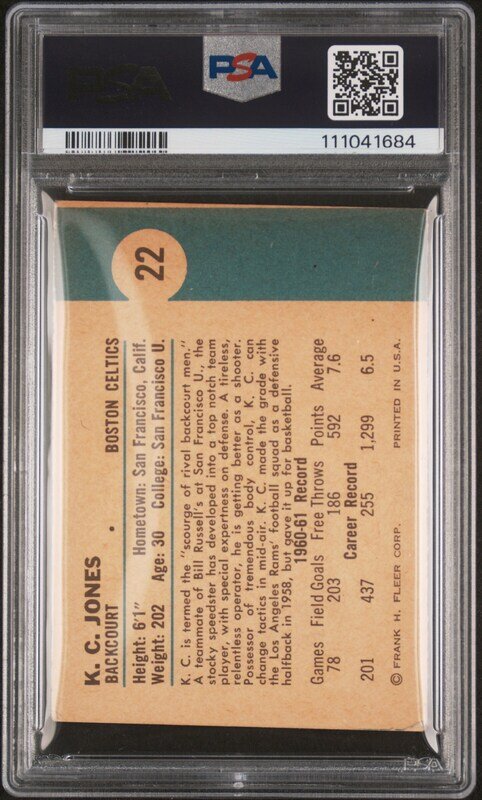 PSA
111041684
22
K. C. JONES
BACKCOURT BOSTON CELTICS
Height: 6'1" Hometown: San Francisco, Calif.
Weight: 202 Age: 30 College: San Francisco U.
K. C. is termed the "scourge of rival backcourt men."
A teammate of Bill Russell's at San Francisco U., the
stocky speedster has developed into a top notch team
player, with special expertness on defense. A tireless,
relentless operator, he is getting better as a shooter.
Possessor of tremendous body control, K. C. can
change tactics in mid-air. K. C. made the grade with
the Los Angeles Rams' football squad as a defensive
halfback in 1958, but gave it up for basketball.
1960-61 Record
Games Field Goals Free Throws Points Average
78 203 186 592 7.6
Career Record
201 437 255 1,299 6.5
© FRANK H. FLEER CORP. PRINTED IN U.S.A.
PSA